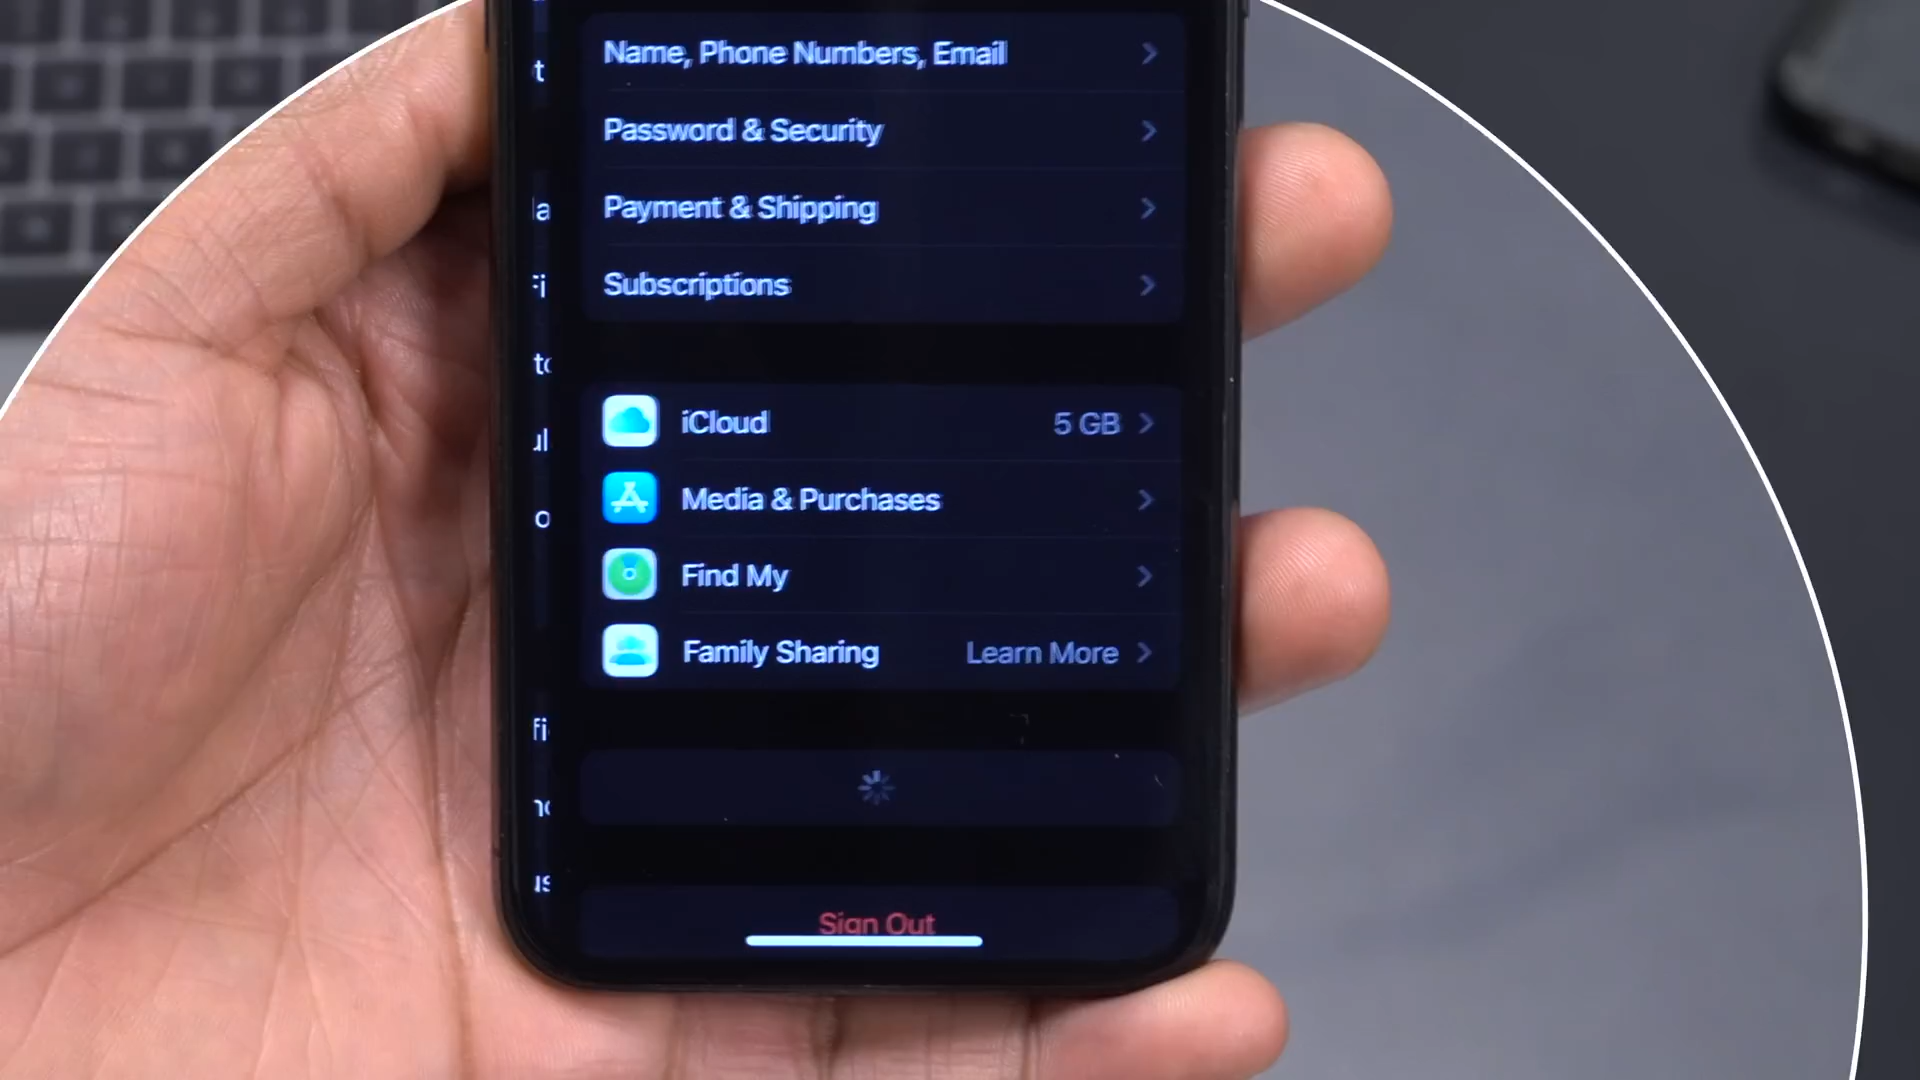 Name, Phone Numbers, Email
Password & Security
Payment & Shipping
Subscriptions
iCloud 5 GB
Media & Purchases
Find My
Family Sharing Learn More
Sign Out